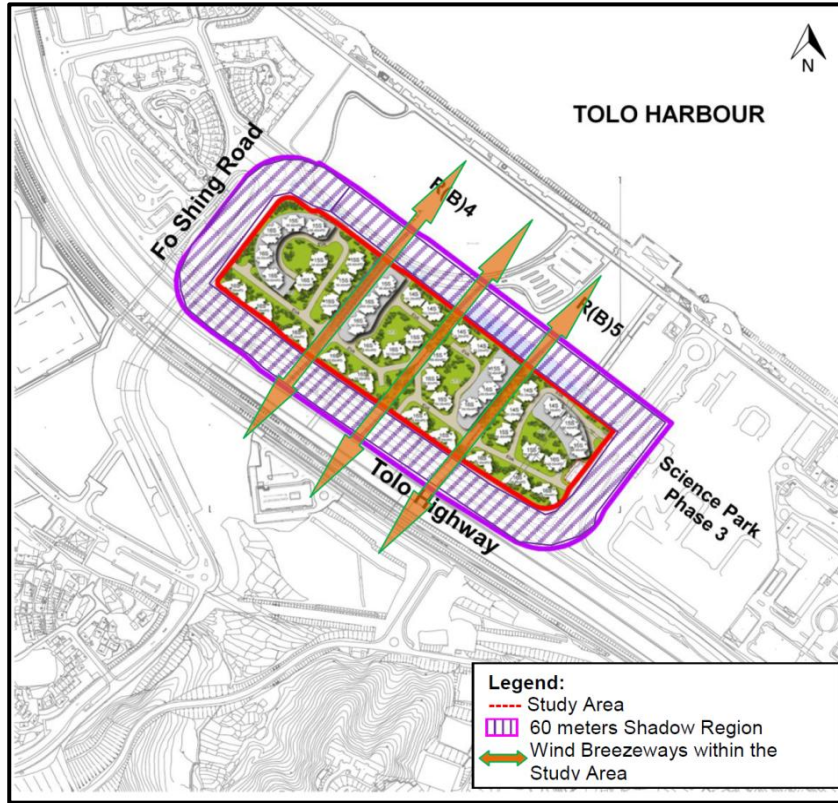 N
TOLO HARBOUR
Fo Shing Road
R(B)4
R(B)5
Tolo Highway
Science Park
Phase 3
Legend:
Study Area
60 meters Shadow Region
Wind Breezeways within the
Study Area